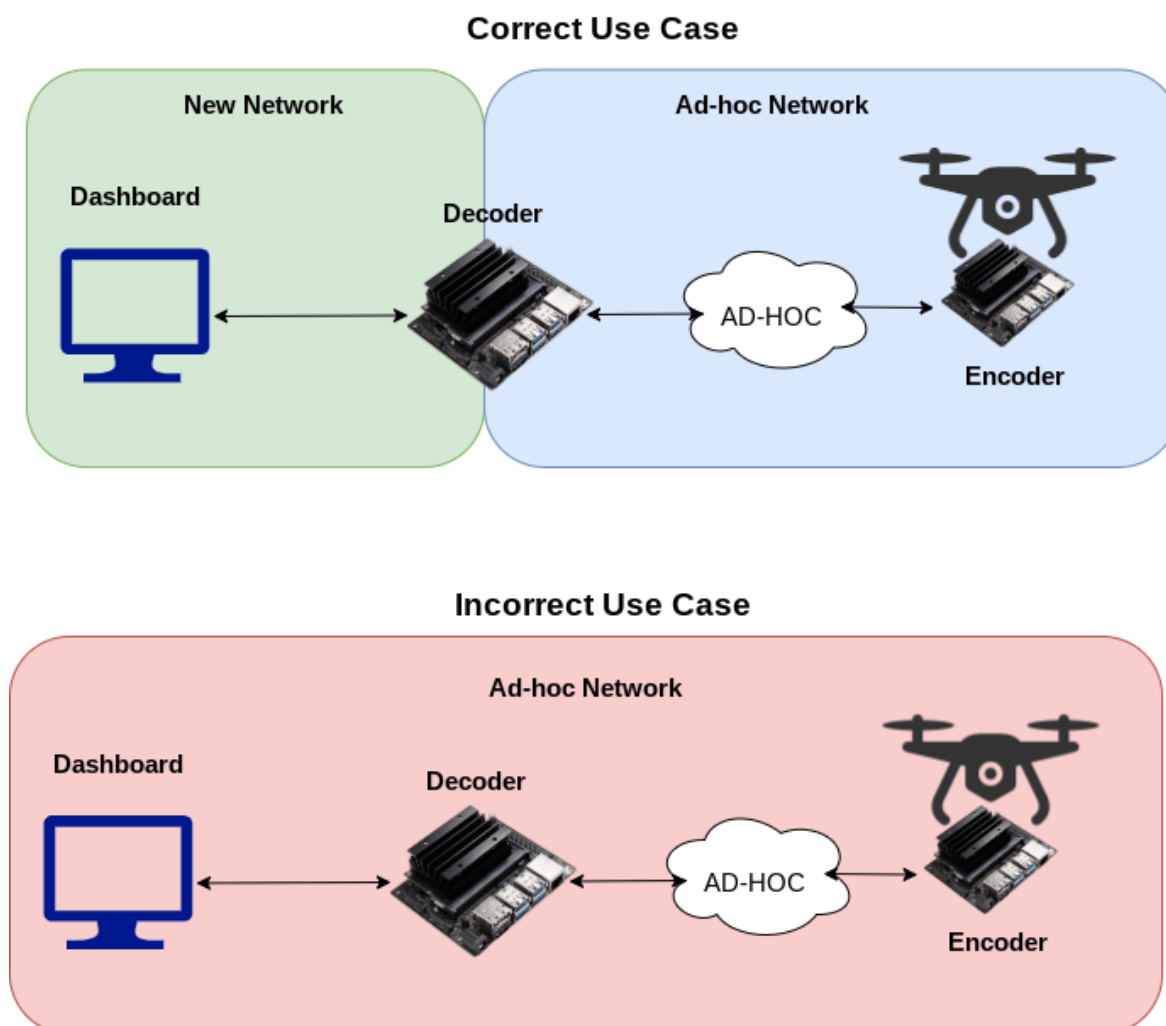 Correct Use Case
New Network
Ad-hoc Network
Dashboard
Decoder
AD-HOC
Encoder
Incorrect Use Case
Ad-hoc Network
Dashboard
Decoder
AD-HOC
Encoder